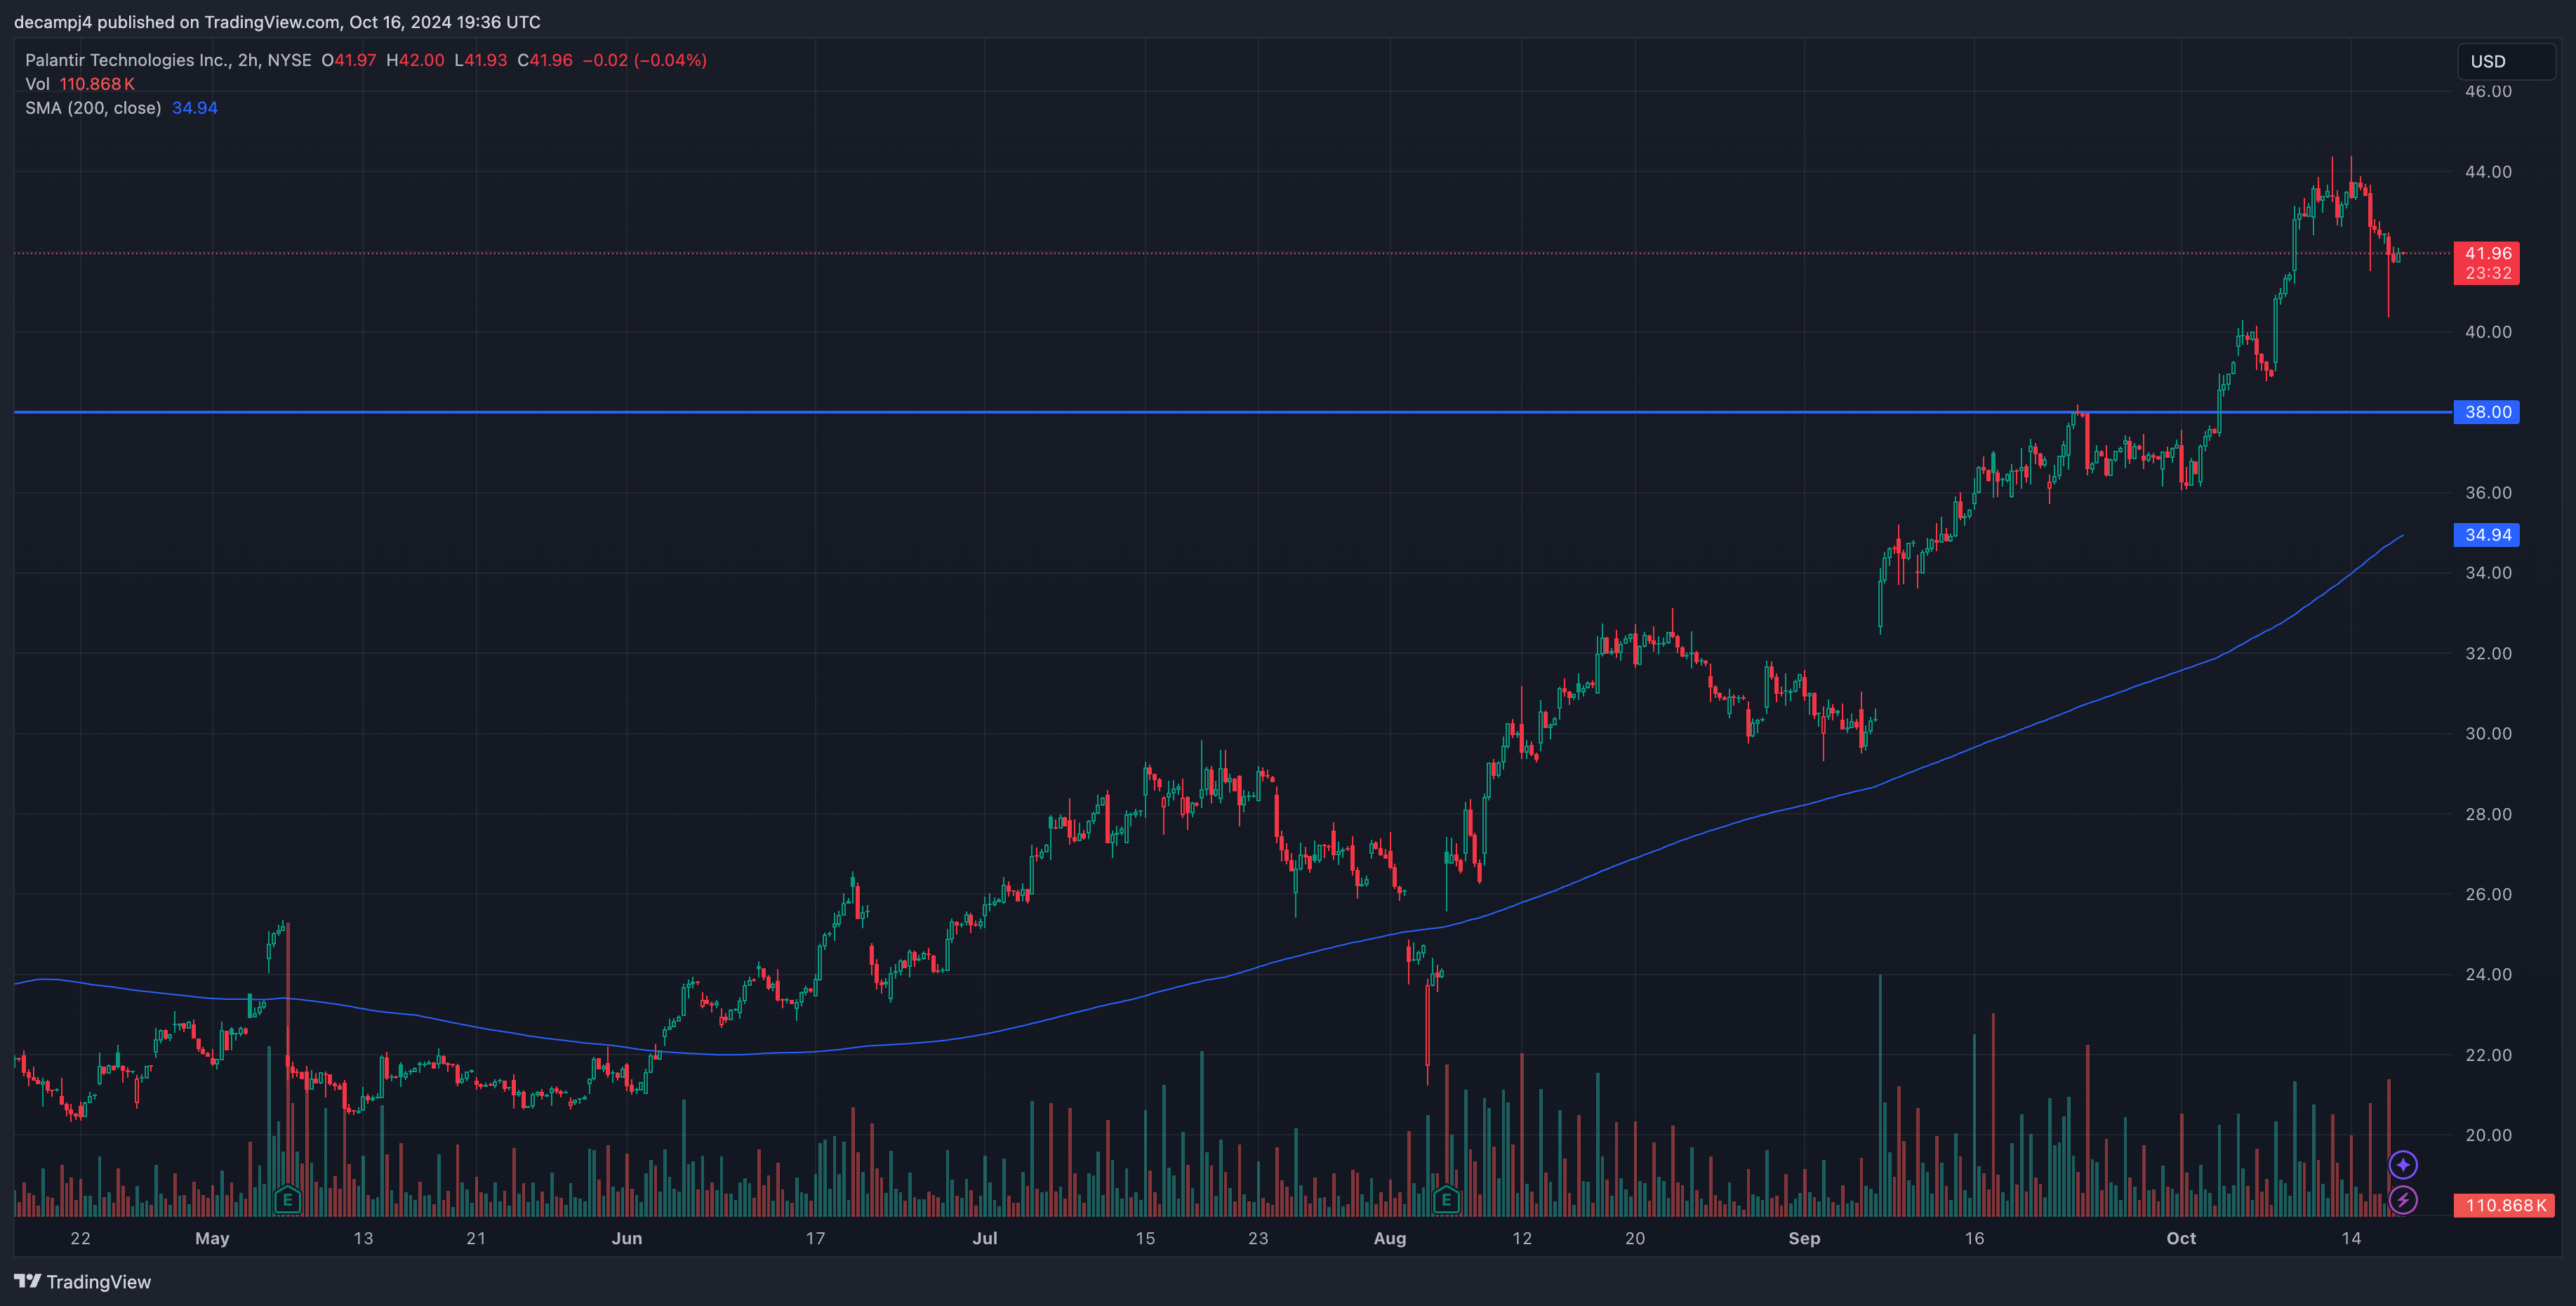 decampj4 published on TradingView.com, Oct 16, 2024 19:36 UTC
Palantir Technologies Inc., 2h, NYSE O41.97 H42.00 L41.93 C41.96 −0.02 (−0.04%)
Vol 110.868K
SMA (200, close) 34.94
USD
46.00
44.00
41.96
23:32
40.00
38.00
36.00
34.94
34.00
32.00
30.00
28.00
26.00
24.00
22.00
20.00
E E
110.868K
22 May 13 21 Jun 17 Jul 15 23 Aug 12 20 Sep 16 Oct 14
TradingView